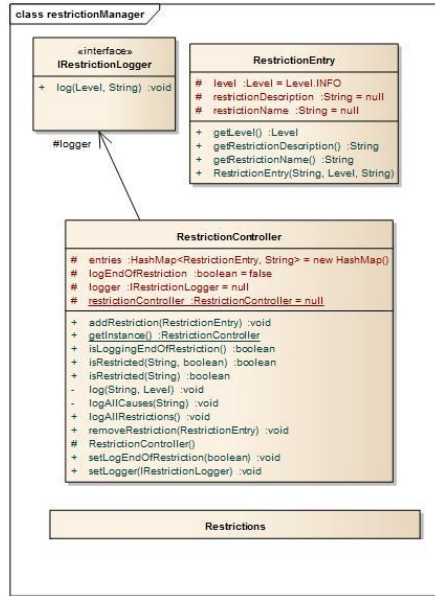 class restrictionManager
«interface»
IRestrictionLogger
+ log(Level, String) :void
RestrictionEntry
# level :Level = Level.INFO
# restrictionDescription :String = null
# restrictionName :String = null
+ getLevel() :Level
+ getRestrictionDescription() :String
+ getRestrictionName() :String
+ RestrictionEntry(String, Level, String)
#logger
RestrictionController
# entries :HashMap<RestrictionEntry, String> = new HashMap()
# logEndOfRestriction :boolean = false
# logger :IRestrictionLogger = null
# restrictionController :RestrictionController = null
+ addRestriction(RestrictionEntry) :void
+ getInstance() :RestrictionController
+ isLoggingEndOfRestriction() :boolean
+ isRestricted(String, boolean) :boolean
+ isRestricted(String) :boolean
- log(String, Level) :void
- logAllCauses(String) :void
+ logAllRestrictions() :void
+ removeRestriction(RestrictionEntry) :void
# RestrictionController()
+ setLogEndOfRestriction(boolean) :void
+ setLogger(IRestrictionLogger) :void
Restrictions